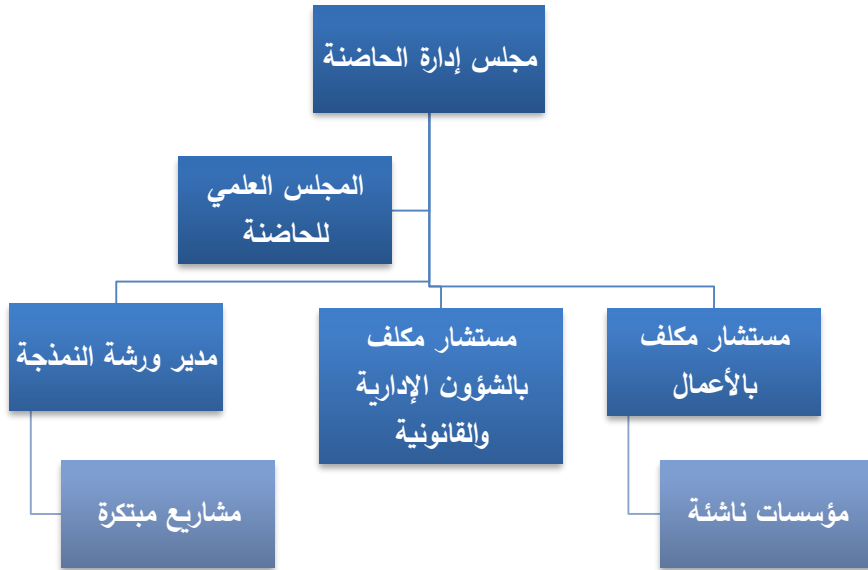 مجلس إدارة الحاضنة
المجلس العلمي
للحاضنة
مستشار مكلف
بالأعمال
مستشار مكلف
بالشؤون الإدارية
والقانونية
مدير ورشة النمذجة
مؤسسات ناشئة
مشاريع مبتكرة